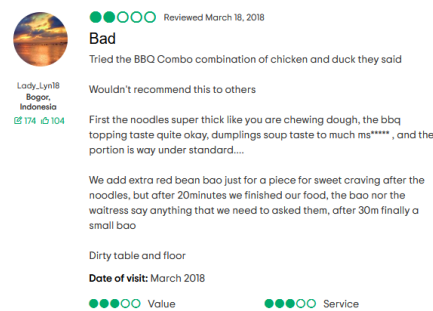 Reviewed March 18, 2018
Bad
Tried the BBQ Combo combination of chicken and duck they said
Wouldn't recommend this to others
First the noodles super thick like you are chewing dough, the bbq
topping taste quite okay, dumplings soup taste to much ms***** , and the
portion is way under standard....
We add extra red bean bao just for a piece for sweet craving after the
noodles, but after 20minutes we finished our food, the bao nor the
waitress say anything that we need to asked them, after 30m finally a
small bao
Dirty table and floor
Date of visit: March 2018
Value
Service
Lady_Lyn18
Bogor,
Indonesia
174 104